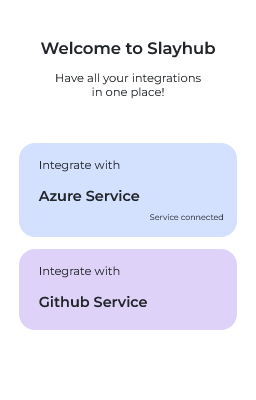 Welcome to Slayhub
Have all your integrations
in one place!
Integrate with
Azure Service
Service connected
Integrate with
Github Service